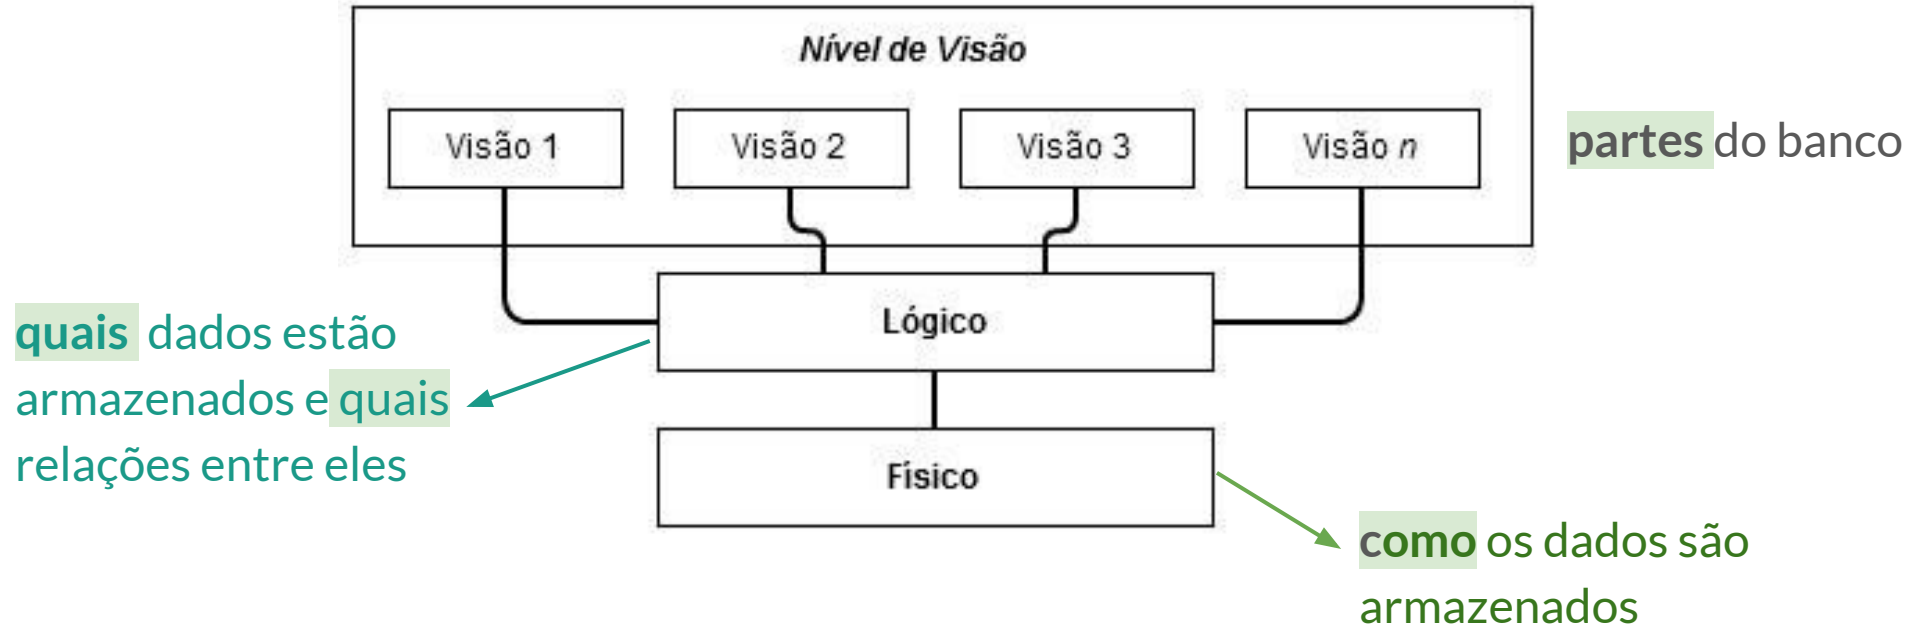 Nível de Visão
Visão 1
Visão 2
Visão 3
Visão n
partes do banco
Lógico
quais dados estão
armazenados e quais
relações entre eles
Físico
como os dados são
armazenados